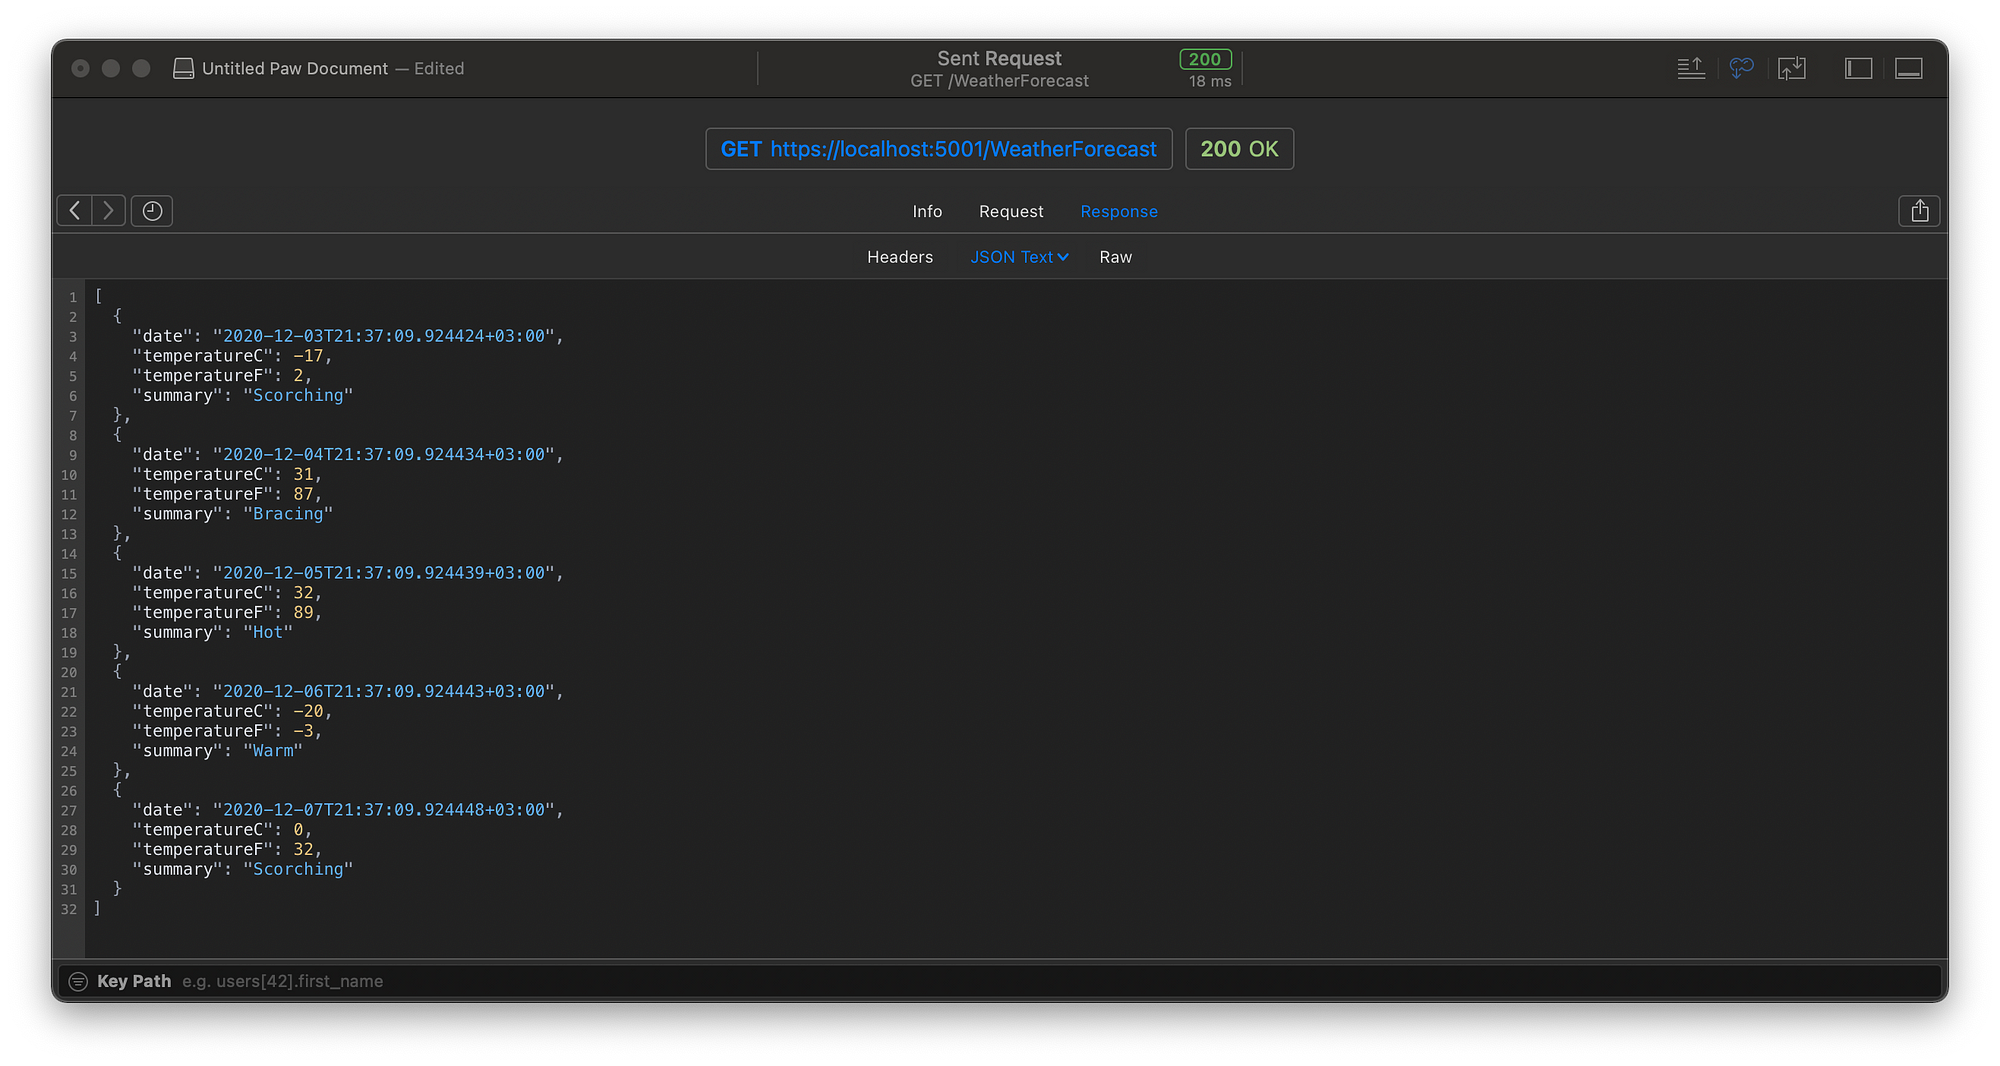 Untitled Paw Document — Edited
Sent Request
GET /WeatherForecast
200
18 ms
GET https://localhost:5001/WeatherForecast
200 OK
Info Request Response
Headers JSON Text Raw
1 [
2 {
3 "date": "2020-12-03T21:37:09.924424+03:00",
4 "temperatureC": -17,
5 "temperatureF": 2,
6 "summary": "Scorching"
7 },
8 {
9 "date": "2020-12-04T21:37:09.924434+03:00",
10 "temperatureC": 31,
11 "temperatureF": 87,
12 "summary": "Bracing"
13 },
14 {
15 "date": "2020-12-05T21:37:09.924439+03:00",
16 "temperatureC": 32,
17 "temperatureF": 89,
18 "summary": "Hot"
19 },
20 {
21 "date": "2020-12-06T21:37:09.924443+03:00",
22 "temperatureC": -20,
23 "temperatureF": -3,
24 "summary": "Warm"
25 },
26 {
27 "date": "2020-12-07T21:37:09.924448+03:00",
28 "temperatureC": 0,
29 "temperatureF": 32,
30 "summary": "Scorching"
31 }
32 ]
Key Path e.g. users[42].first_name